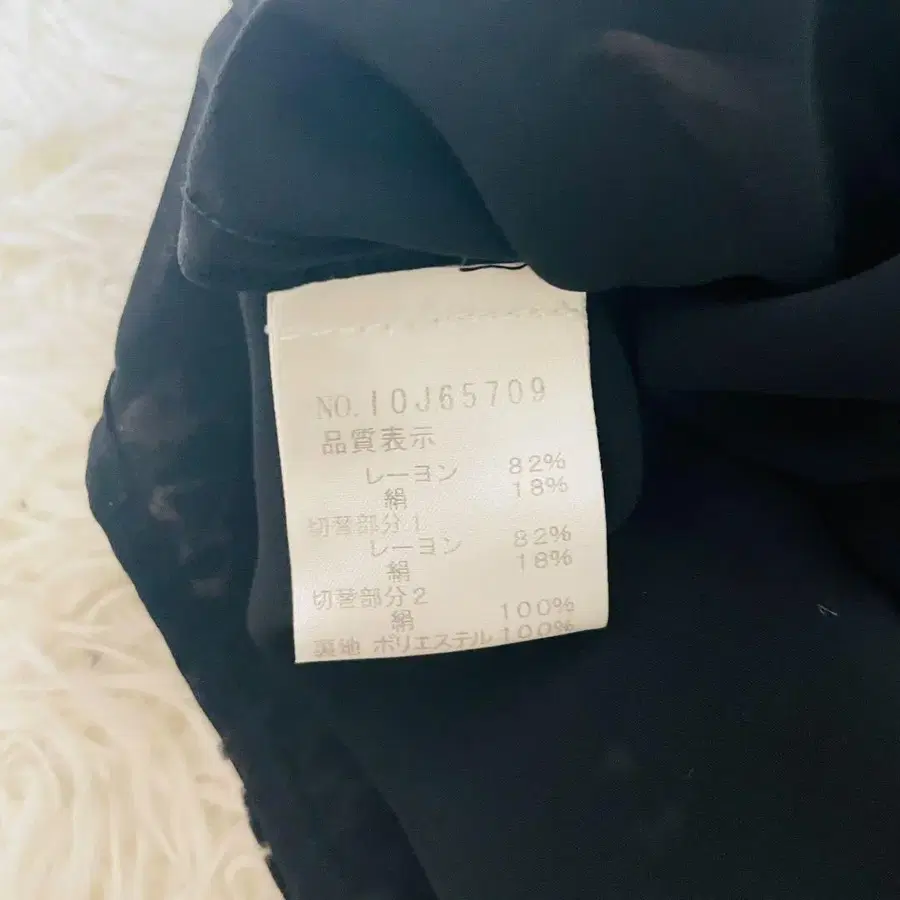 NO.10J65709
品質表示
レーヨン 82%
絹 18%
切替部分1
レーヨン 82%
絹 18%
切替部分2
絹 100%
裏地 ポリエステル 100%